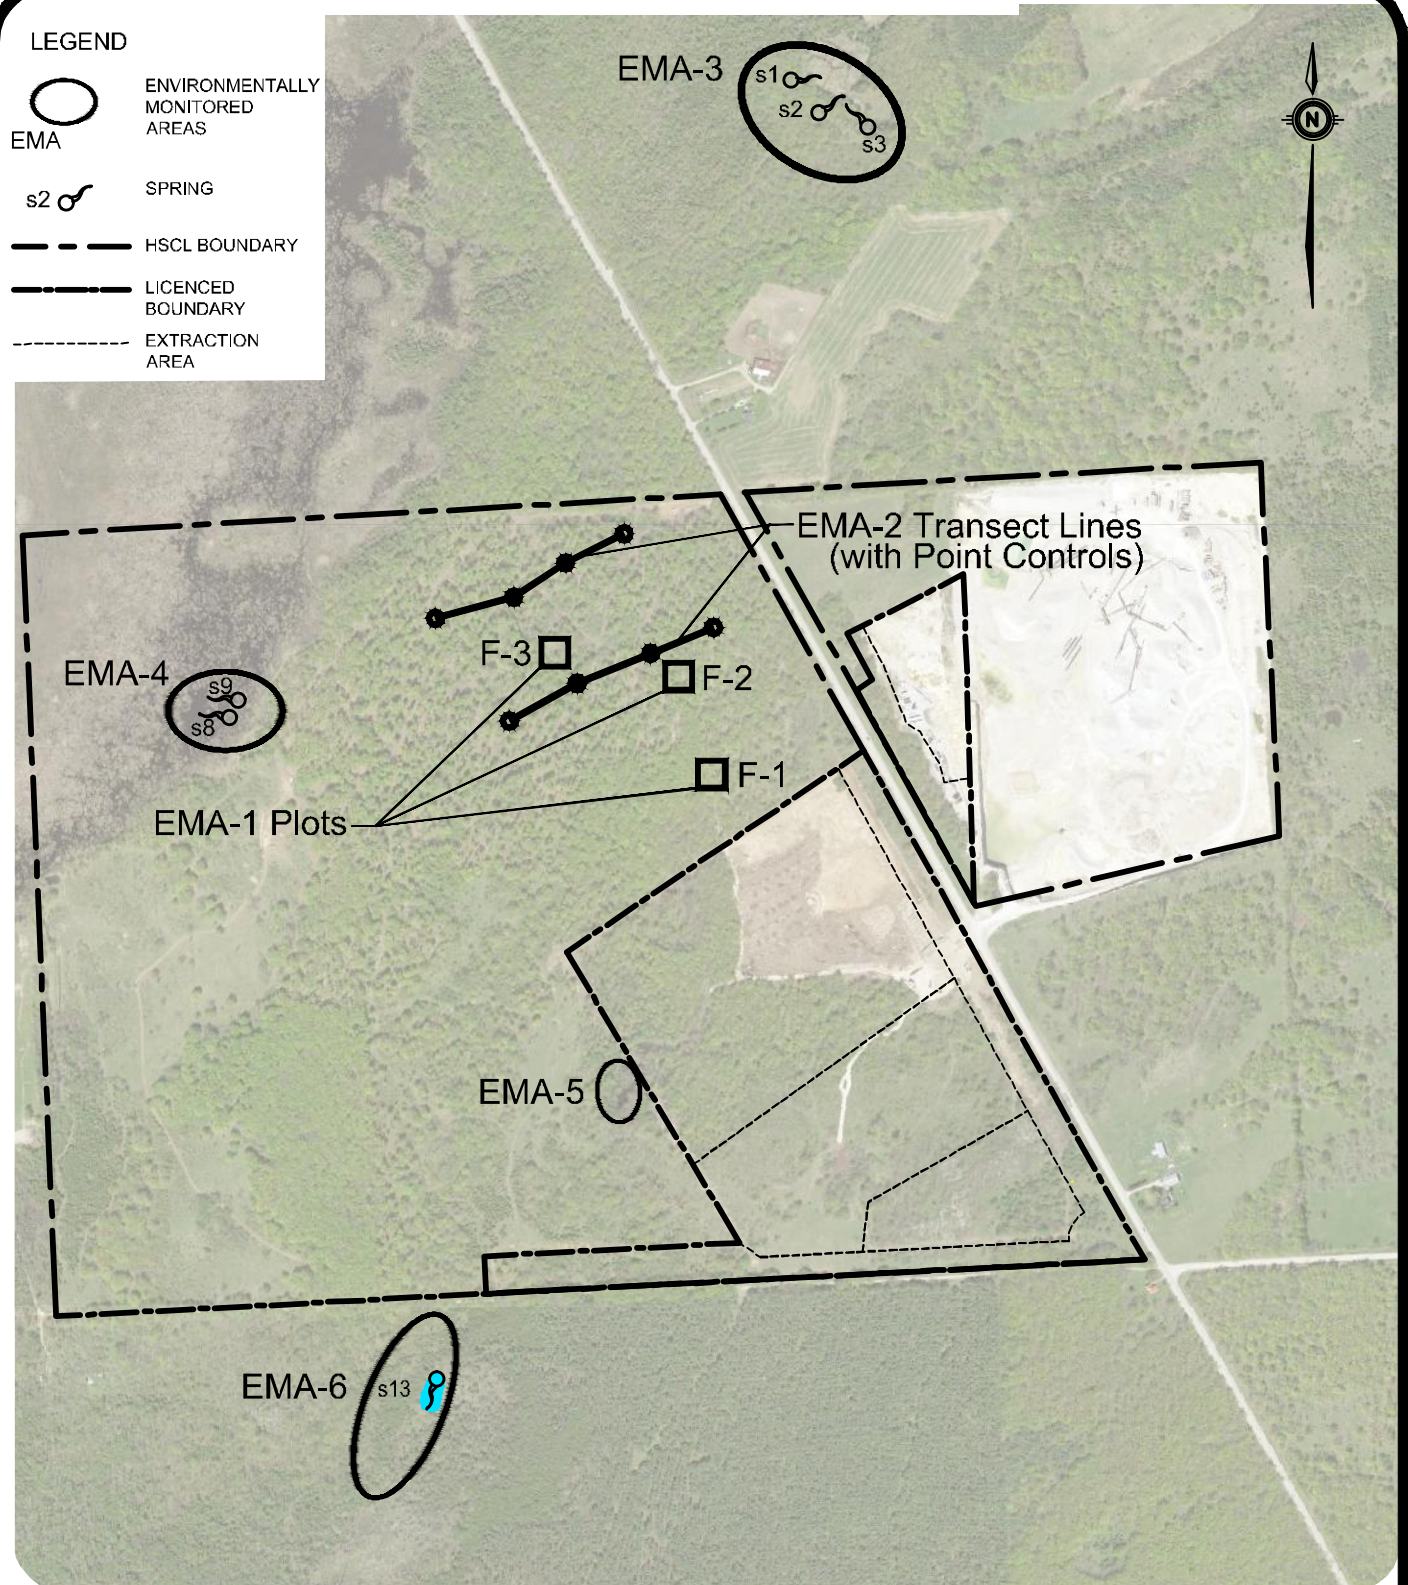 LEGEND
ENVIRONMENTALLY
MONITORED
AREAS
EMA
s2
SPRING
HSCL BOUNDARY
LICENCED
BOUNDARY
EXTRACTION
AREA
EMA-3
s1
s2
s3
N
EMA-2 Transect Lines
(with Point Controls)
F-3
F-2
EMA-4
s9
s8
F-1
EMA-1 Plots
EMA-5
EMA-6
s13